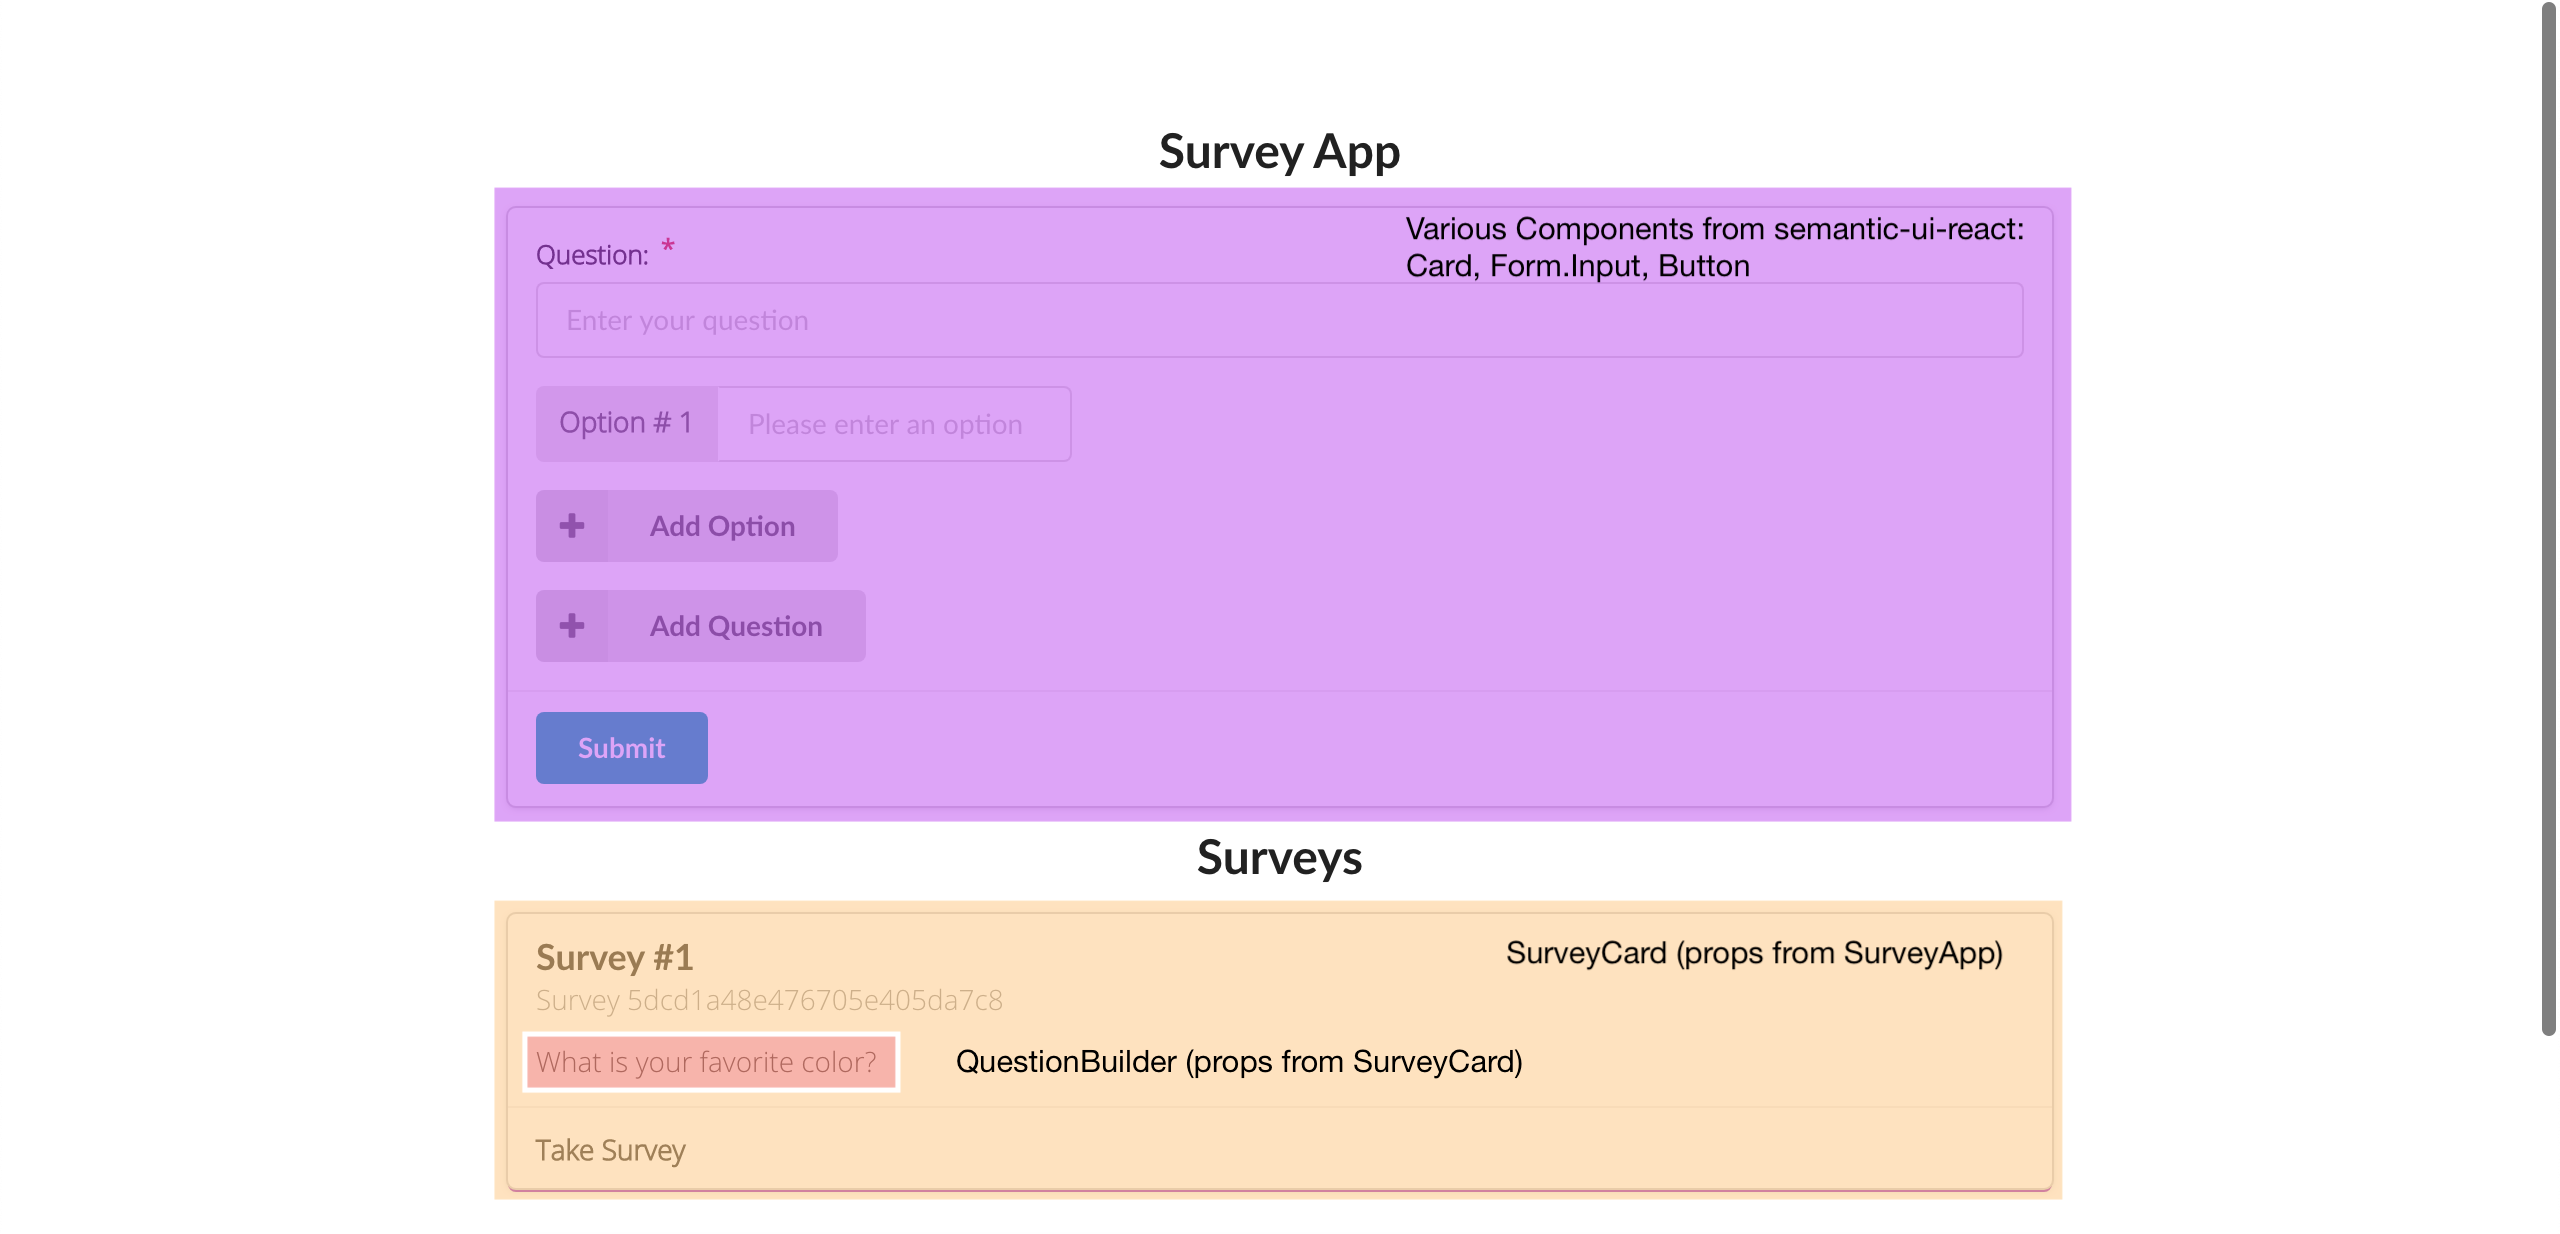 Survey App
Various Components from semantic-ui-react:
Card, Form.Input, Button
Question: *
Enter your question
Option # 1 Please enter an option
Add Option
Add Question
Submit
Surveys
Survey #1
SurveyCard (props from SurveyApp)
Survey 5dcd1a48e476705e405da7c8
What is your favorite color?
QuestionBuilder (props from SurveyCard)
Take Survey